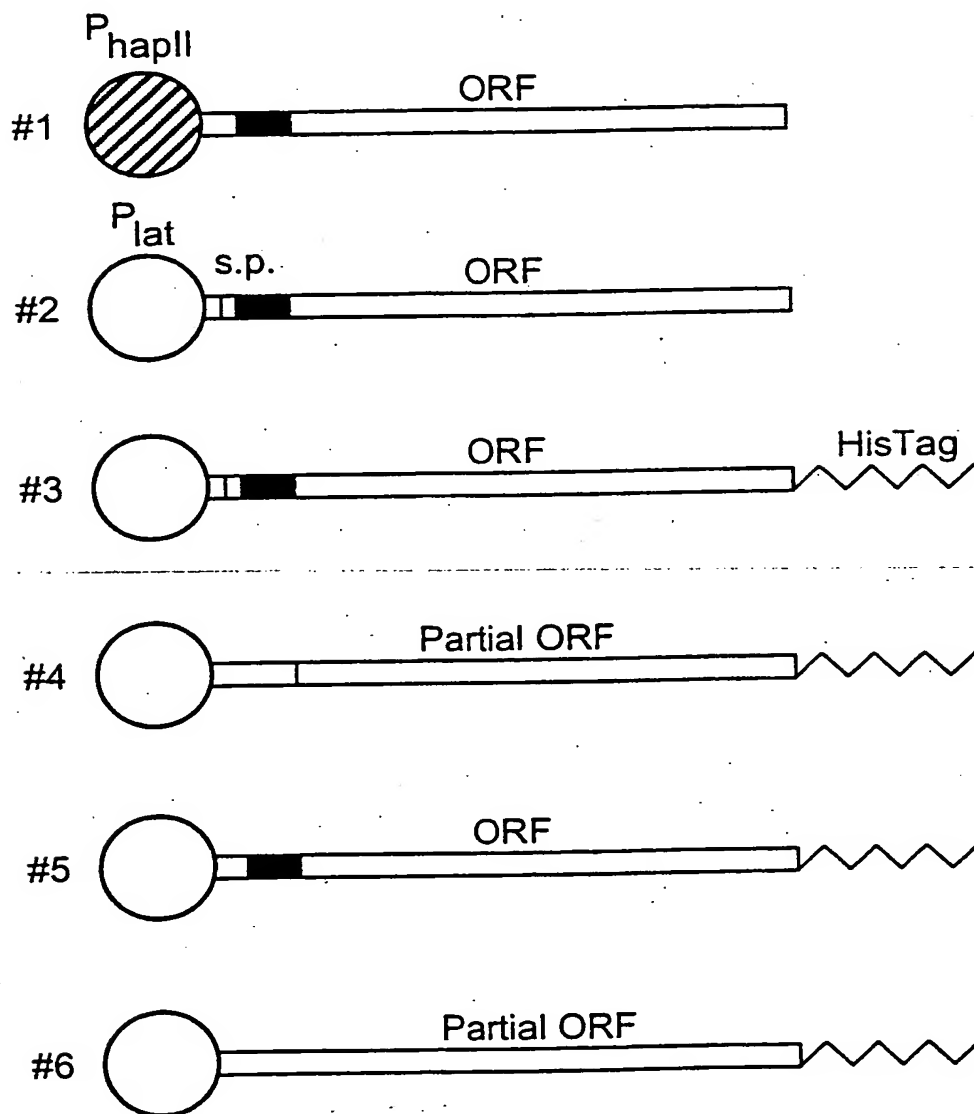 PhapII
ORF
#1
Plat
s.p.
ORF
#2
ORF
HisTag
#3
Partial ORF
#4
ORF
#5
Partial ORF
#6